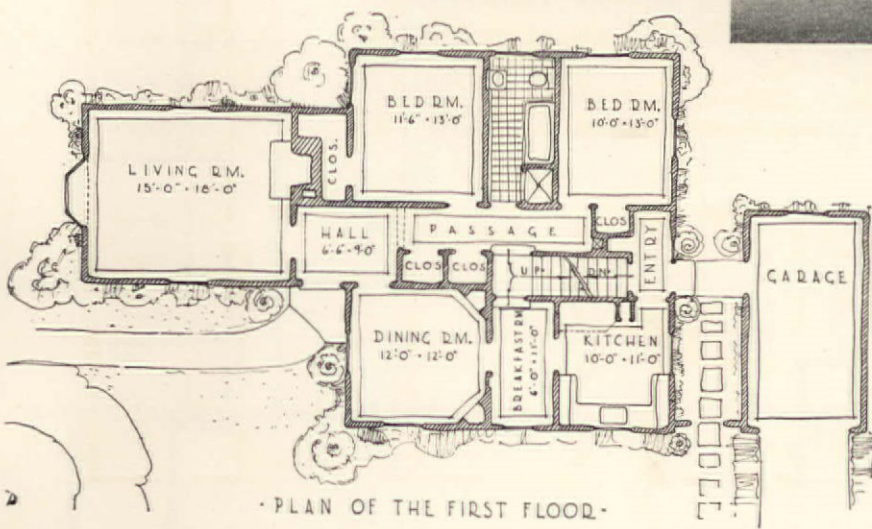 BED RM.
11'-6" × 13'-0"
BED RM.
10'-0" × 13'-0"
LIVING RM.
15'-0" × 18'-0"
CLOS.
HALL
6'-6" × 9'-0"
PASSAGE
CLOS
CLOS
CLOS
UP
DN
ENTRY
GARAGE
DINING RM.
12'-0" × 12'-0"
BREAKFAST RM
6'-0" × 11'-0"
KITCHEN
10'-0" × 11'-0"
· PLAN OF THE FIRST FLOOR ·